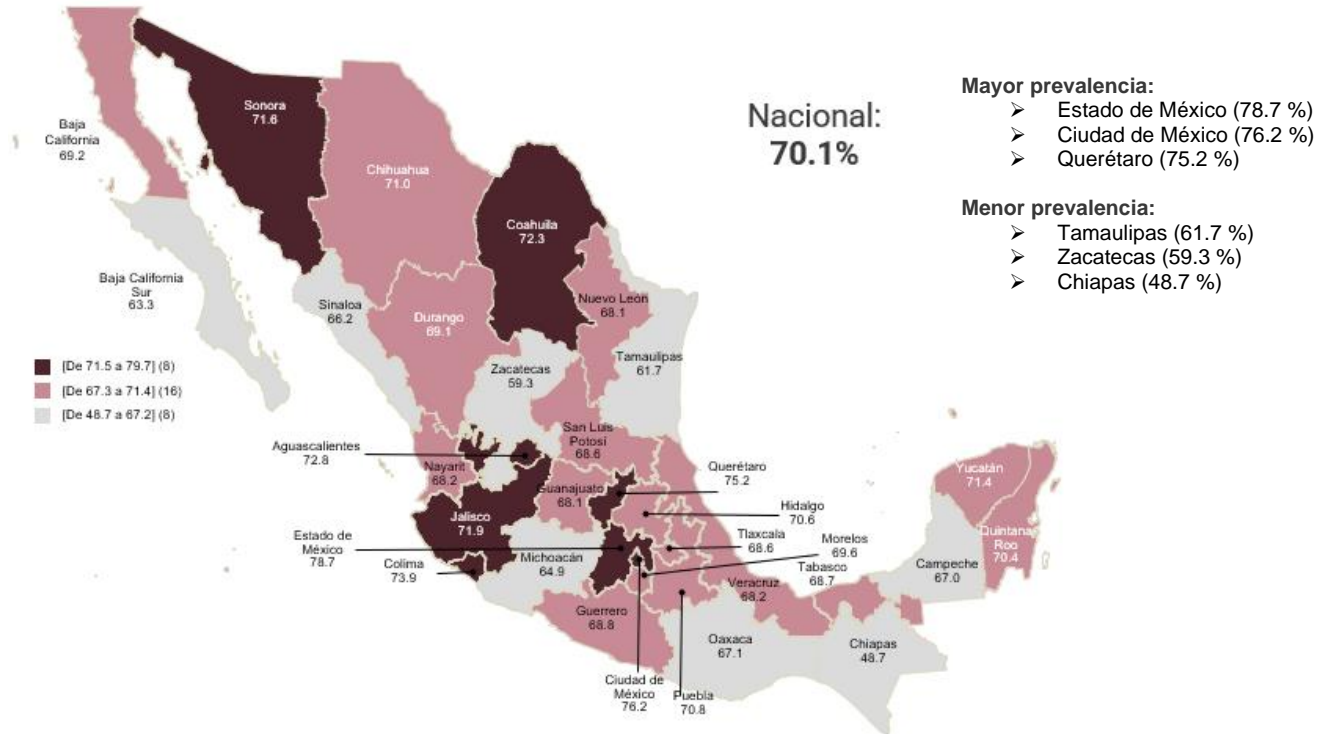 Nacional:
70.1%
Mayor prevalencia:
➢ Estado de México (78.7 %)
➢ Ciudad de México (76.2 %)
➢ Querétaro (75.2 %)
Menor prevalencia:
➢ Tamaulipas (61.7 %)
➢ Zacatecas (59.3 %)
➢ Chiapas (48.7 %)
Baja
California
69.2
Sonora
71.6
Chihuahua
71.0
Coahuila
72.3
Baja California
Sur
63.3
Sinaloa
66.2
Durango
69.1
Nuevo León
68.1
Tamaulipas
61.7
Zacatecas
59.3
[De 71.5 a 79.7] (8)
[De 67.3 a 71.4] (16)
[De 48.7 a 67.2] (8)
Aguascalientes
72.8
San Luis
Potosí
68.6
Nayarit
68.2
Guanajuato
68.1
Querétaro
75.2
Hidalgo
70.6
Yucatán
71.4
Quintana
Roo
70.4
Jalisco
71.9
Estado de
México
78.7
Colima
73.9
Michoacán
64.9
Tlaxcala
68.6
Morelos
69.6
Tabasco
68.7
Campeche
67.0
Veracruz
68.2
Guerrero
68.8
Oaxaca
67.1
Chiapas
48.7
Ciudad de
México
76.2
Puebla
70.8